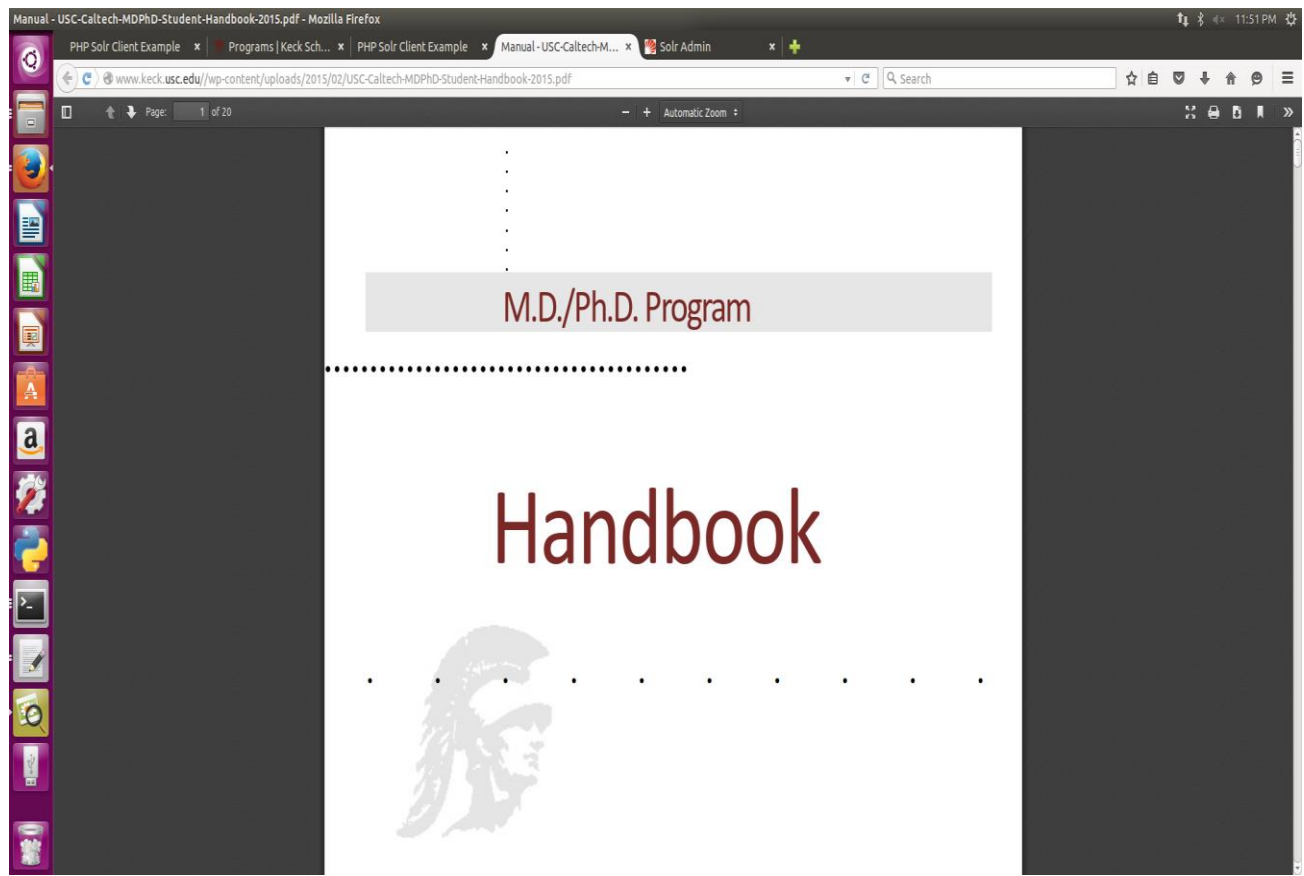 Manual - USC-Caltech-MDPhD-Student-Handbook-2015.pdf - Mozilla Firefox
11:51 PM
PHP Solr Client Example
Programs | Keck Sch...
PHP Solr Client Example
Manual - USC-Caltech-M...
Solr Admin
www.keck.usc.edu//wp-content/uploads/2015/02/USC-Caltech-MDPhD-Student-Handbook-2015.pdf
Search
Page: 1 of 20
Automatic Zoom
M.D./Ph.D. Program
Handbook